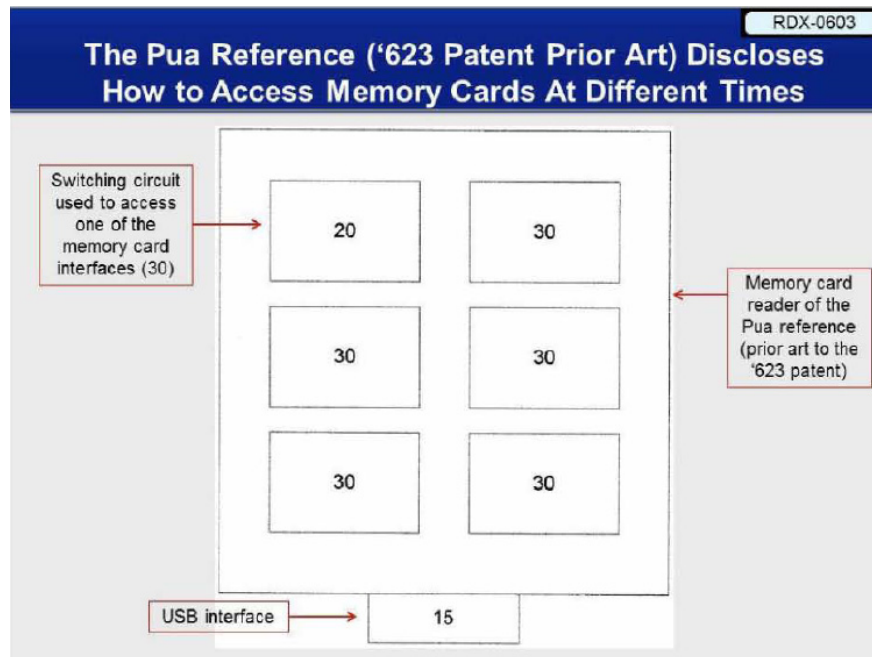 RDX-0603
The Pua Reference (‘623 Patent Prior Art) Discloses
How to Access Memory Cards At Different Times
Switching circuit
used to access
one of the
memory card
interfaces (30)
20
30
Memory card
reader of the
Pua reference
(prior art to the
‘623 patent)
30
30
30
30
USB interface
15